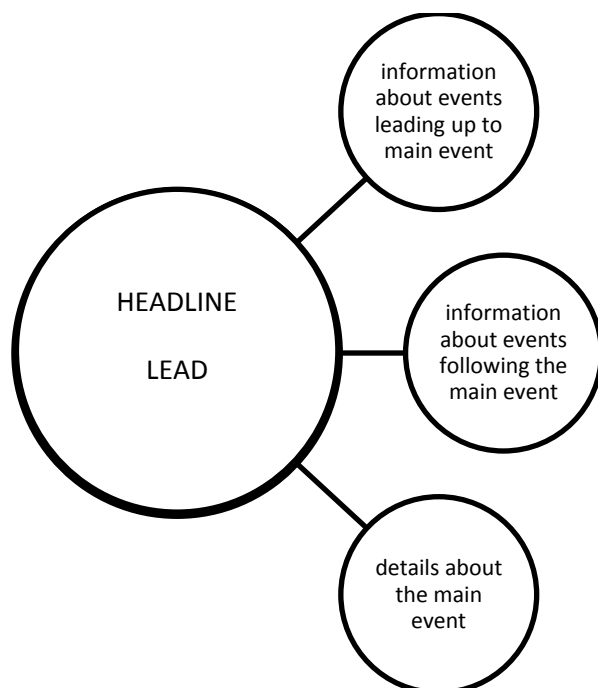 information
about events
leading up to
main event
HEADLINE
LEAD
information
about events
following the
main event
details about
the main
event